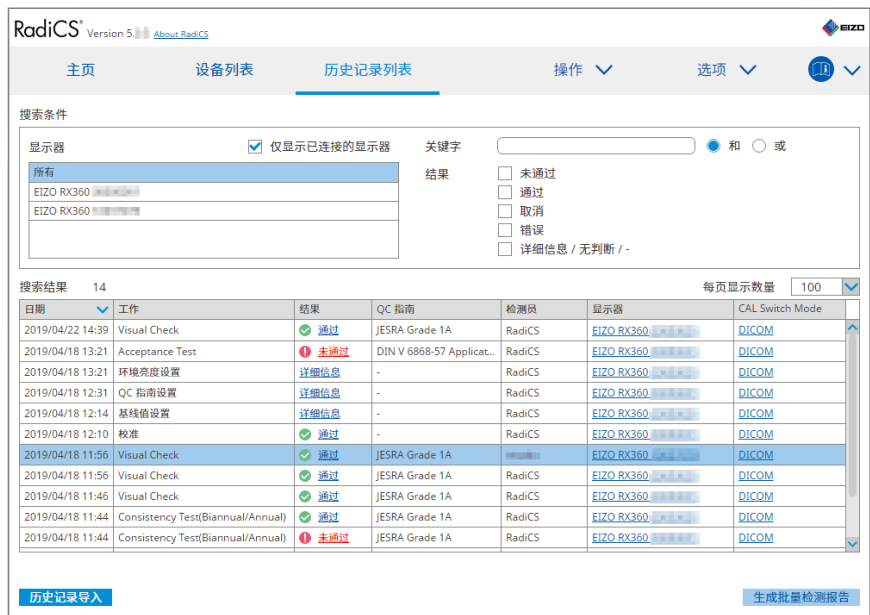 RadiCS® Version 5. About RadiCS
EIZO
主页 设备列表 历史记录列表 操作 选项
搜索条件
显示器 仅显示已连接的显示器 关键字 和 或
所有 结果 未通过
EIZO RX360 通过
EIZO RX360 取消
错误
详细信息 / 无判断 / -
搜索结果 14 每页显示数量 100
日期 工作 结果 QC 指南 检测员 显示器 CAL Switch Mode
2019/04/22 14:39 Visual Check 通过 JESRA Grade 1A RadiCS EIZO RX360 DICOM
2019/04/18 13:21 Acceptance Test 未通过 DIN V 6868-57 Applicat... RadiCS EIZO RX360 DICOM
2019/04/18 13:21 环境亮度设置 详细信息 - RadiCS EIZO RX360 DICOM
2019/04/18 12:31 QC 指南设置 详细信息 - RadiCS EIZO RX360 DICOM
2019/04/18 12:14 基线值设置 详细信息 - RadiCS EIZO RX360 DICOM
2019/04/18 12:10 校准 通过 - RadiCS EIZO RX360 DICOM
2019/04/18 11:56 Visual Check 通过 JESRA Grade 1A EIZO RX360 DICOM
2019/04/18 11:56 Visual Check 通过 JESRA Grade 1A RadiCS EIZO RX360 DICOM
2019/04/18 11:46 Visual Check 通过 JESRA Grade 1A RadiCS EIZO RX360 DICOM
2019/04/18 11:44 Consistency Test(Biannual/Annual) 通过 JESRA Grade 1A RadiCS EIZO RX360 DICOM
2019/04/18 11:44 Consistency Test(Biannual/Annual) 未通过 JESRA Grade 1A RadiCS EIZO RX360 DICOM
历史记录导入 生成批量检测报告